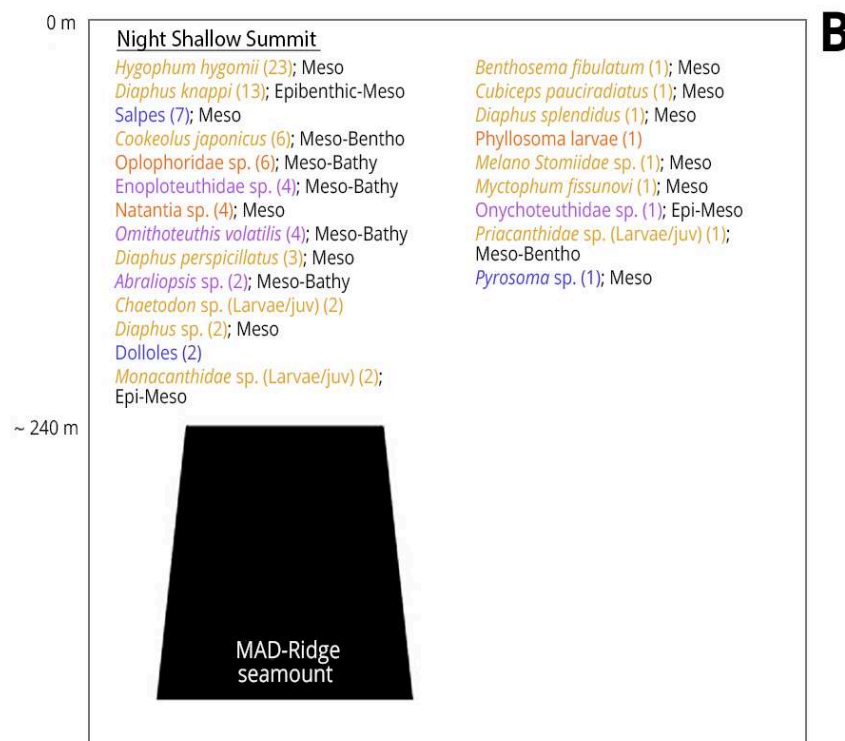 B
0 m
Night Shallow Summit
Hygophum hygomii (23); Meso
Diaphus knappi (13); Epibenthic-Meso
Salpes (7); Meso
Cookeolus japonicus (6); Meso-Bentho
Oplophoridae sp. (6); Meso-Bathy
Enoploteuthidae sp. (4); Meso-Bathy
Natantia sp. (4); Meso
Omithoteuthis volatilis (4); Meso-Bathy
Diaphus perspicillatus (3); Meso
Abraliopsis sp. (2); Meso-Bathy
Chaetodon sp. (Larvae/juv) (2)
Diaphus sp. (2); Meso
Dolloles (2)
Monacanthidae sp. (Larvae/juv) (2);
Epi-Meso
Benthosema fibulatum (1); Meso
Cubiceps pauciradiatus (1); Meso
Diaphus splendidus (1); Meso
Phyllosoma larvae (1)
Melano Stomiidae sp. (1); Meso
Myctophum fissunovi (1); Meso
Onychoteuthidae sp. (1); Epi-Meso
Priacanthidae sp. (Larvae/juv) (1);
Meso-Bentho
Pyrosoma sp. (1); Meso
~ 240 m
MAD-Ridge
seamount